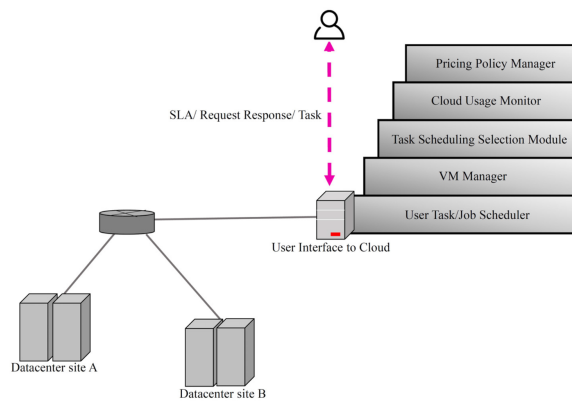 Pricing Policy Manager
Cloud Usage Monitor
SLA/ Request Response/ Task
Task Scheduling Selection Module
VM Manager
User Task/Job Scheduler
User Interface to Cloud
Datacenter site A
Datacenter site B